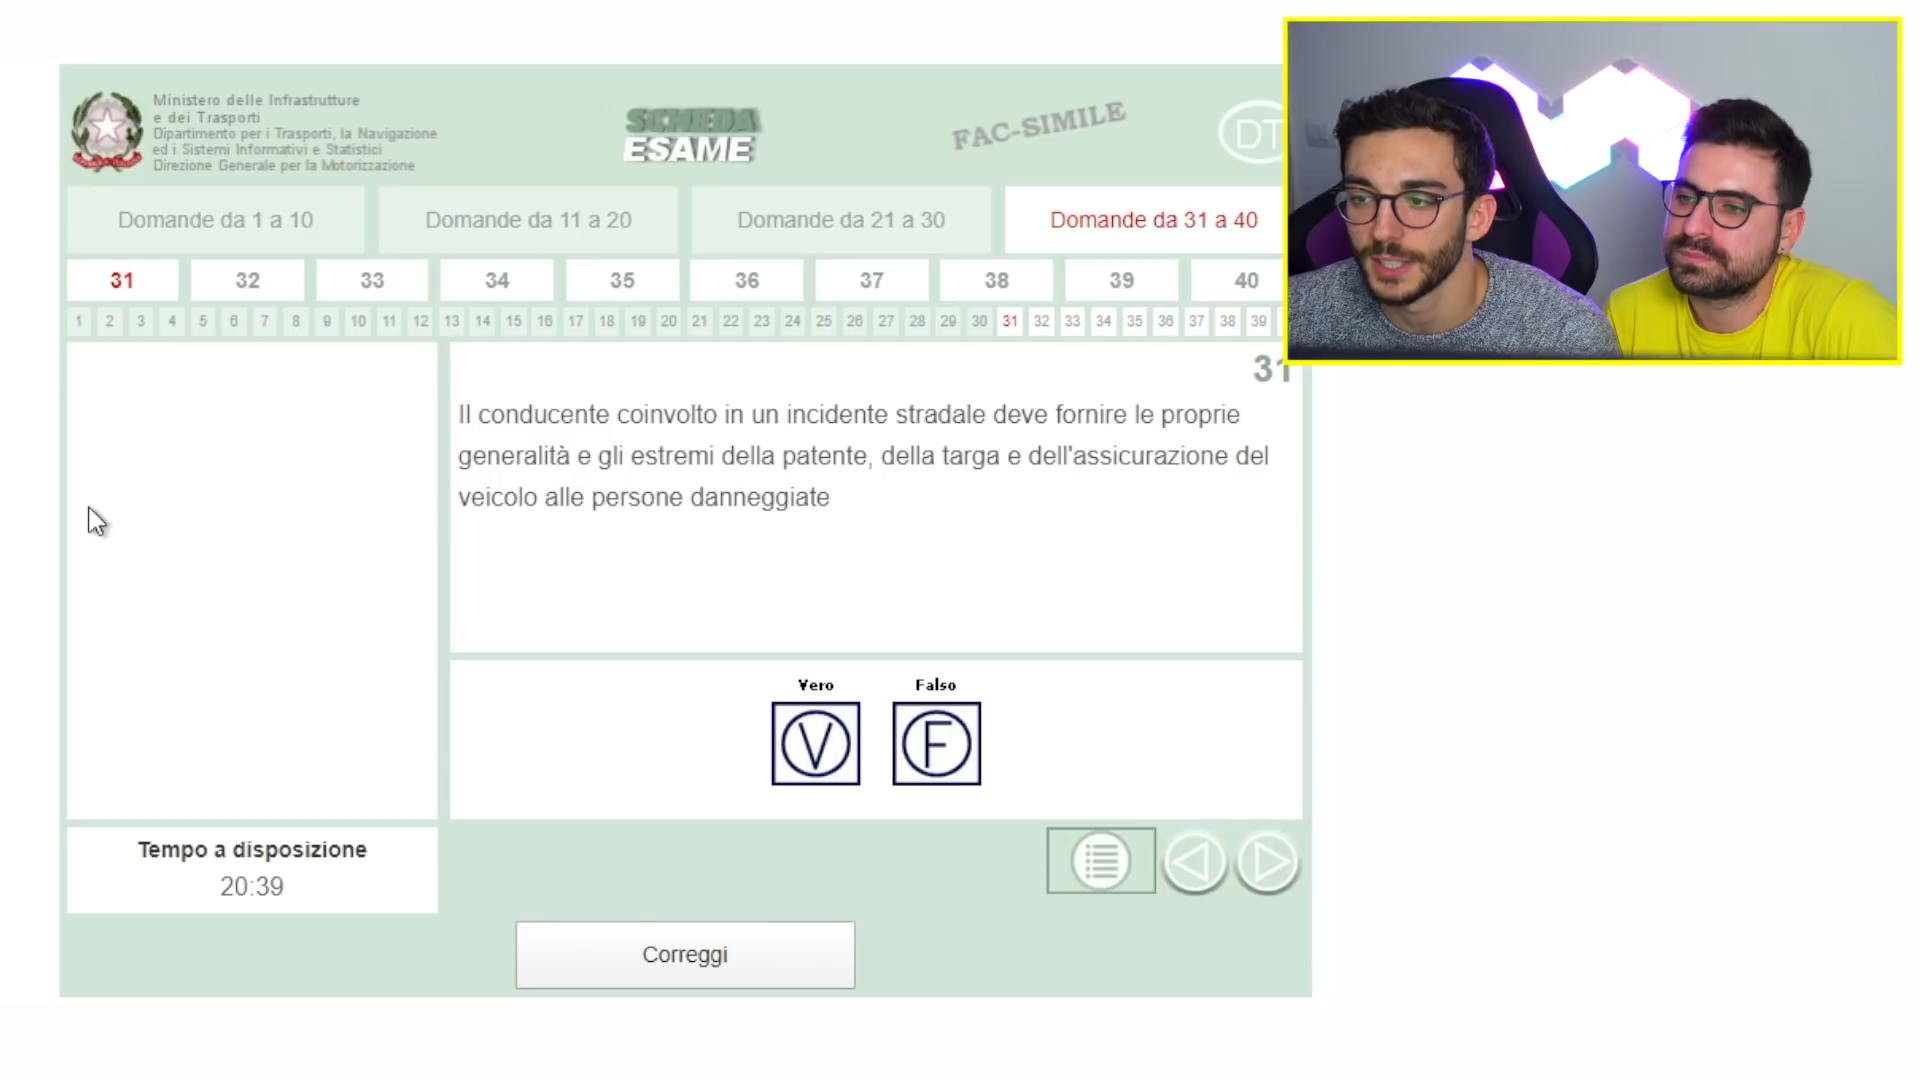 Ministero delle Infrastrutture
e dei Trasporti
Dipartimento per i Trasporti, la Navigazione
ed i Sistemi Informativi e Statistici
Direzione Generale per la Motorizzazione
SCHEDA
ESAME
FAC-SIMILE
DT
Domande da 1 a 10 Domande da 11 a 20 Domande da 21 a 30 Domande da 31 a 40
31 32 33 34 35 36 37 38 39 40
1 2 3 4 5 6 7 8 9 10 11 12 13 14 15 16 17 18 19 20 21 22 23 24 25 26 27 28 29 30 31 32 33 34 35 36 37 38 39
31
Il conducente coinvolto in un incidente stradale deve fornire le proprie
generalità e gli estremi della patente, della targa e dell'assicurazione del
veicolo alle persone danneggiate
Vero Falso
V F
Tempo a disposizione
20:39
Correggi